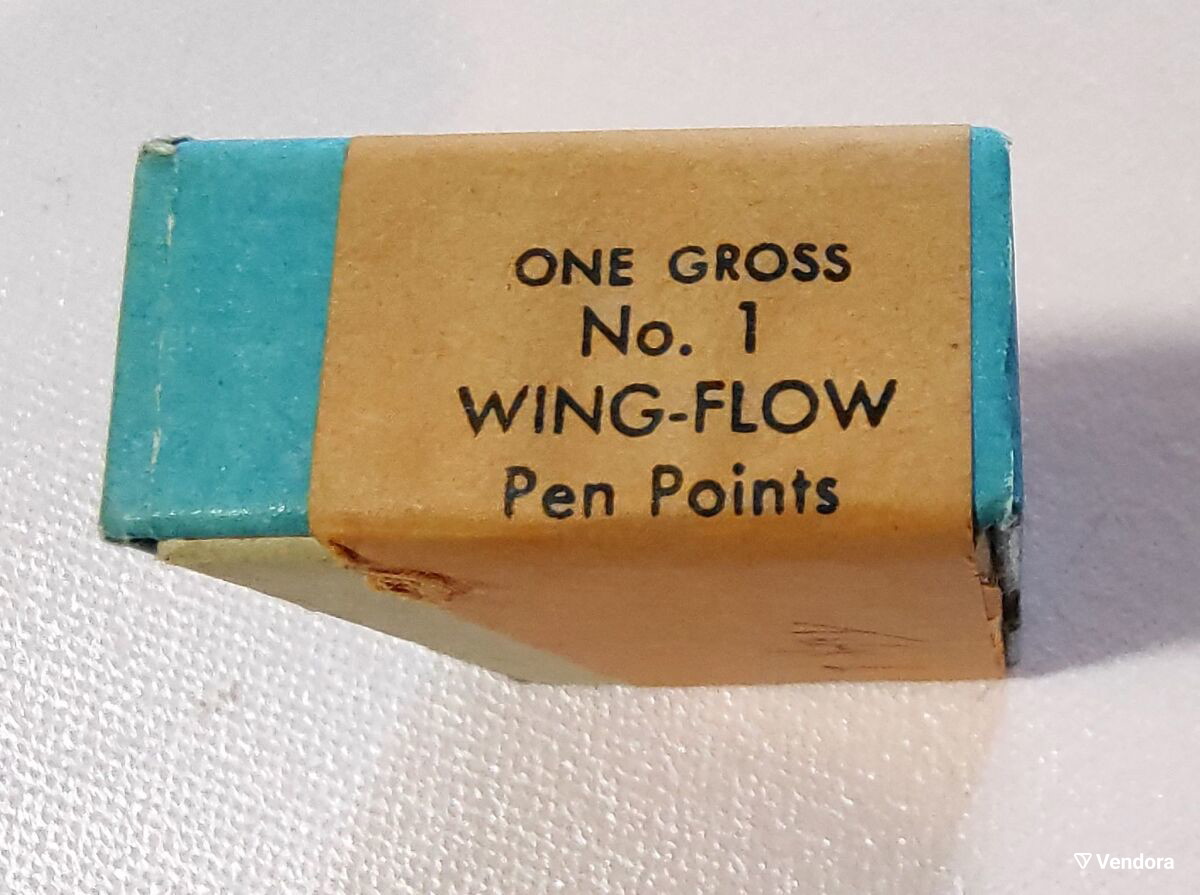 ONE GROSS
No. 1
WING-FLOW
Pen Points
Vendora